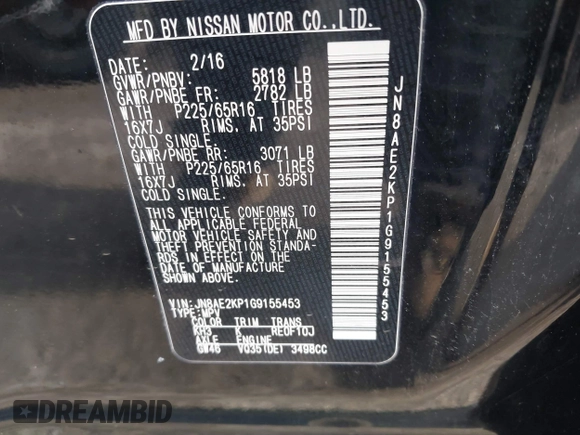 MFD BY NISSAN MOTOR CO.,LTD.
DATE: 2/16
GVWR/PNBV: 5818 LB
GAWR/PNBE FR: 2782 LB
WITH P225/65R16 TIRES
16X7J RIMS. AT 35PSI
COLD SINGLE.
GAWR/PNBE RR: 3071 LB
WITH P225/65R16 TIRES
16X7J RIMS. AT 35PSI
COLD SINGLE.
THIS VEHICLE CONFORMS TO
ALL APPLICABLE FEDERAL
MOTOR VEHICLE SAFETY AND
THEFT PREVENTION STANDA-
RDS IN EFFECT ON THE
DATE OF MANUFACTURE
SHOWN ABOVE.
VIN: JN8AE2KP1G9155453
TYPE: MPV
COLOR TRIM TRANS
KH3 K RE0F10J
AXLE ENGINE
GW46 VQ35(DE) 3498CC
JN8AE2KP1G9155453
DREAMBID